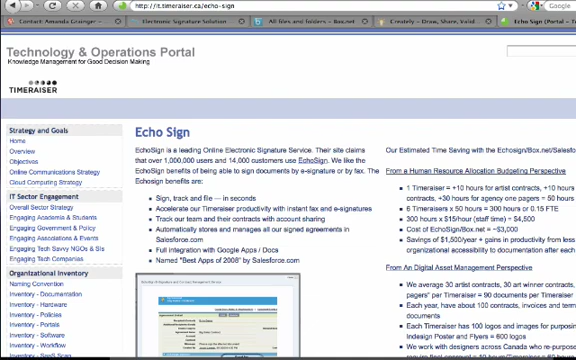 http://it.timeraiser.ca/echo-sign
Google
Contact: Amanda Grainger -
Electronic Signature Solution
All files and folders - Box.net
Creately - Draw, Share, Valid...
Echo Sign (Portal - T
Technology & Operations Portal
Knowledge Management for Good Decision Making
TIMERAISER
Strategy and Goals
Home
Overview
Objectives
Online Communications Strategy
Cloud Computing Strategy
IT Sector Engagement
Overall Sector Strategy
Engaging Academia & Students
Engaging Government & Policy
Engaging Associations & Events
Engaging Tech Savvy NGOs & SIs
Engaging Tech Companies
Organizational Inventory
Naming Convention
Inventory - Documentation
Inventory - Hardware
Inventory - Policies
Inventory - Portals
Inventory - Software
Inventory - Workflow
Inventory - SaaS
Echo Sign
EchoSign is a leading Online Electronic Signature Service. Their site claims
that over 1,000,000 users and 14,000 customers use EchoSign. We like the
EchoSign benefits of being able to sign documents by e-signature or by fax. The
Echosign benefits are:
Sign, track and file — in seconds
Accelerate our Timeraiser productivity with instant fax and e-signatures
Track our team and their contracts with account sharing
Automatically stores and manages all our signed agreements in
Salesforce.com
Full integration with Google Apps / Docs
Named "Best Apps of 2008" by Salesforce.com
Our Estimated Time Saving with the Echosign/Box.net/Salesfo
From a Human Resource Allocation Budgeting Perspective
1 Timeraiser = +10 hours for artist contracts, +10 hours
contracts, +30 hours for agency one pagers = 50 hours
6 Timeraisers x 50 hours = 300 hours or 0.15 FTE
300 hours x $15/hour (staff time) = $4,500
Cost of EchoSign/Box.net = ~$3,000
Savings of $1,500/year + gains in productivity from less
organizational accessibility to documentation after each
From An Digital Asset Management Perspective
We average 30 artist contracts, 30 art winner contracts,
pagers" per Timeraiser = 90 documents per Timeraiser
Each year, have about 100 contracts, invoices and term
documents
Each Timeraiser has 100 logos and images for purposing
Indesign Poster and Flyers = 600 logos
We work with designers across Canada who re-purpose